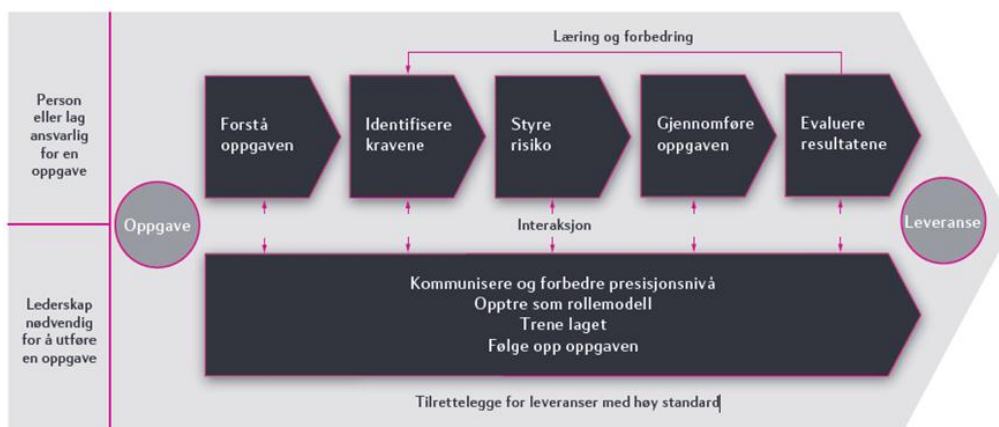 Læring og forbedring
Person
eller lag
ansvarlig
for en
oppgave
Forstå
oppgaven
Identifisere
kravene
Styre
risiko
Gjennomføre
oppgaven
Evaluere
resultatene
Oppgave
Interaksjon
Leveranse
Lederskap
nødvendig
for å utføre
en oppgave
Kommunisere og forbedre presisjonsnivå
Opptre som rollemodell
Trene laget
Følge opp oppgaven
Tilrettelegge for leveranser med høy standard